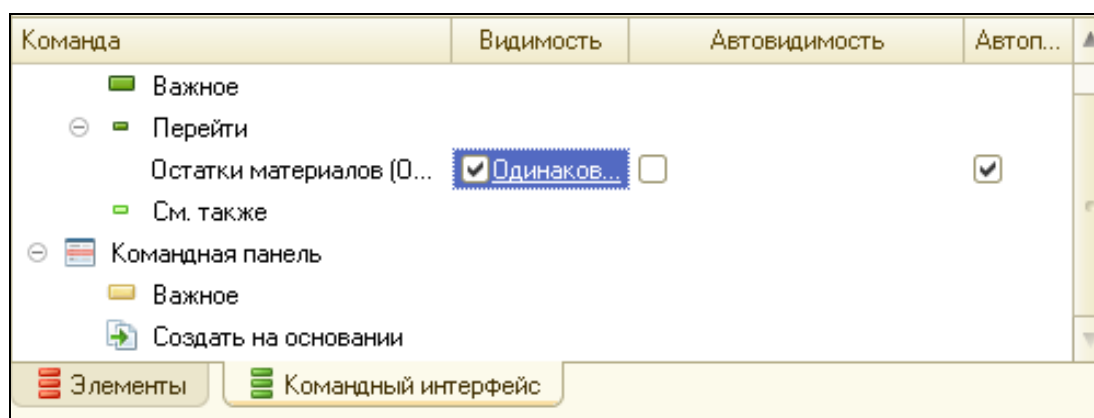 Команда Видимость Автовидимость Автоп...
Важное
Перейти
Остатки материалов (О... Одинаков...
См. также
Командная панель
Важное
Создать на основании
Элементы Командный интерфейс